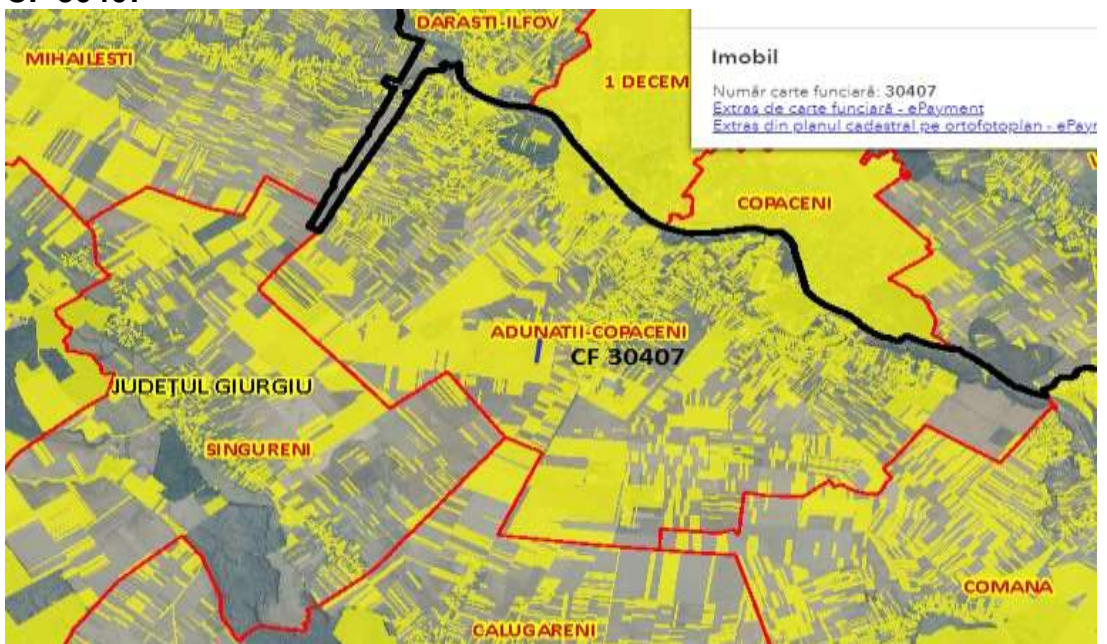 DARASTI-ILFOV
MIHAILESTI
1 DECEM
Imobil
Număr carte funciară: 30407
Extras de carte funciară - ePayment
Extras din planul cadastral pe ortofotoplan - ePaym
COPACENI
ADUNATII-COPACENI
CF 30407
JUDEȚUL GIURGIU
SINGURENI
COMANA
CALUGARENI